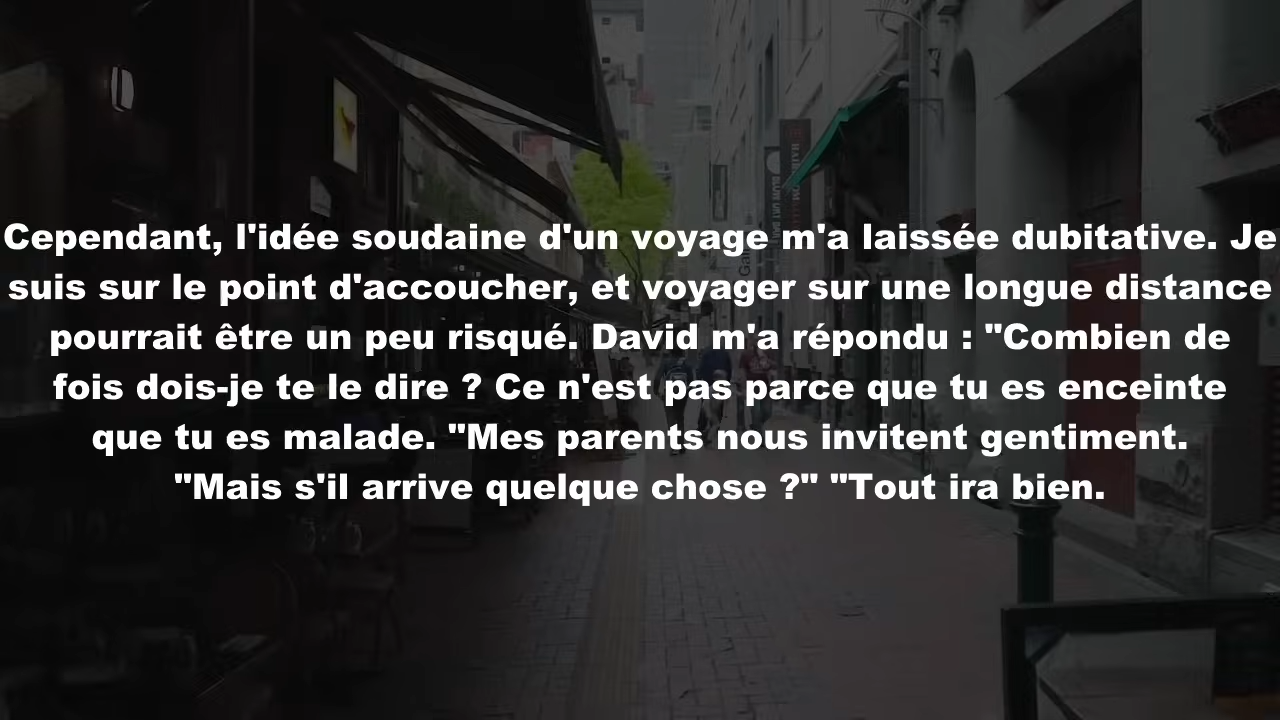 Cependant, l'idée soudaine d'un voyage m'a laissée dubitative. Je
suis sur le point d'accoucher, et voyager sur une longue distance
pourrait être un peu risqué. David m'a répondu : "Combien de
fois dois-je te le dire ? Ce n'est pas parce que tu es enceinte
que tu es malade. "Mes parents nous invitent gentiment.
"Mais s'il arrive quelque chose ?" "Tout ira bien.